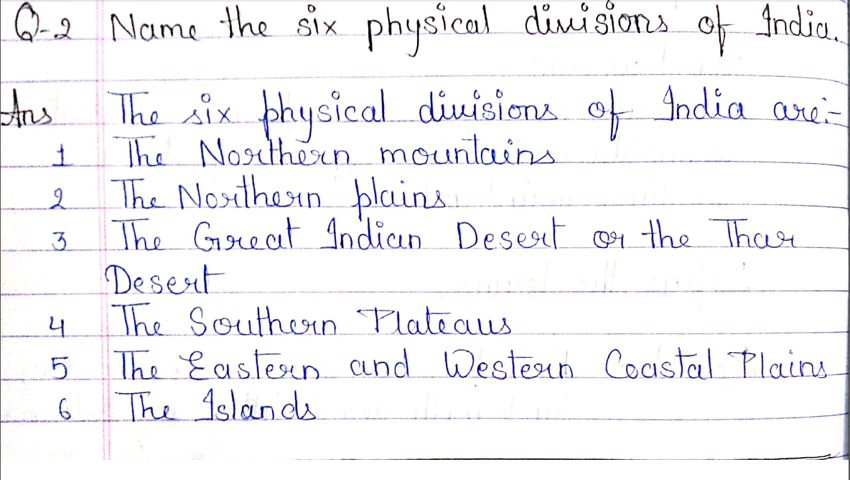 Q-2 Name the six physical divisions of India.
Ans The six physical divisions of India are:-
1 The Northern mountains
2 The Northern plains
3 The Great Indian Desert or the Thar
Desert
4 The Southern Plateaus
5 The Eastern and Western Coastal Plains
6 The Islands